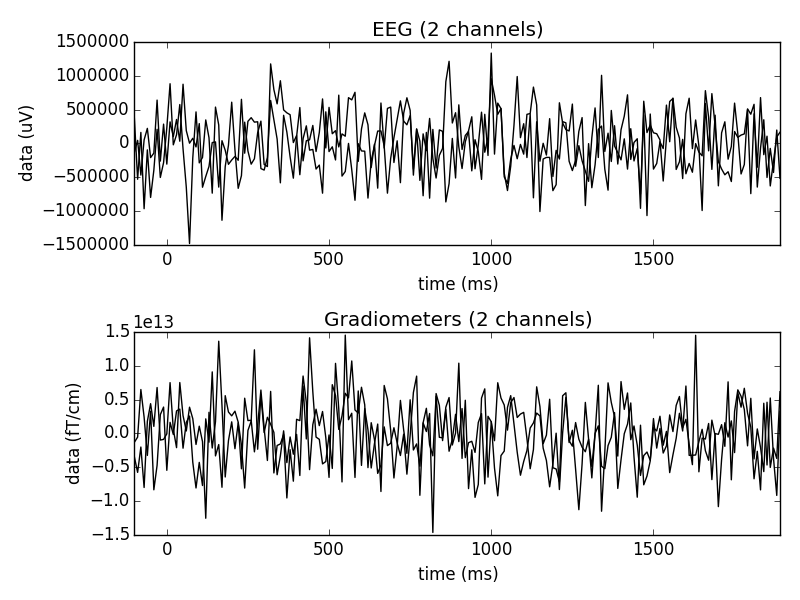 EEG (2 channels)
1500000
1000000
500000
0
−500000
−1000000
−1500000
data (uV)
0 500 1000 1500
time (ms)
Gradiometers (2 channels)
1e13
1.5
1.0
0.5
0.0
−0.5
−1.0
−1.5
data (fT/cm)
0 500 1000 1500
time (ms)